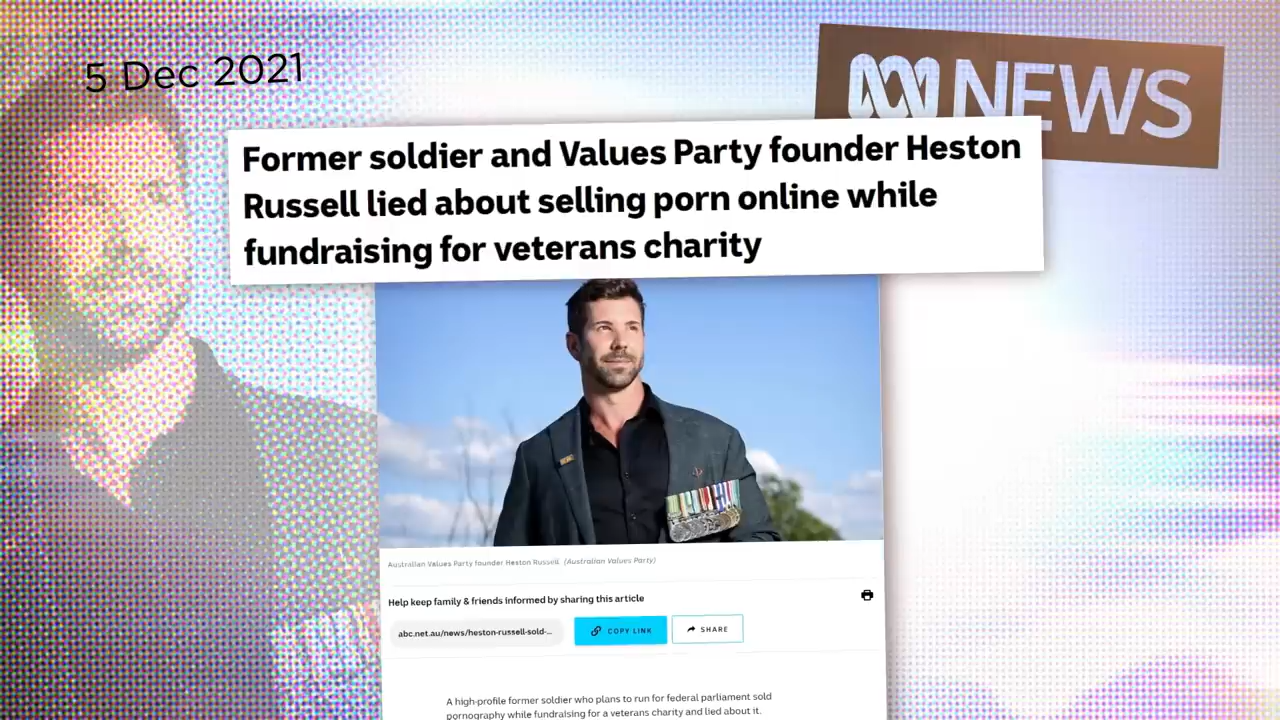 5 Dec 2021
NEWS
Former soldier and Values Party founder Heston
Russell lied about selling porn online while
fundraising for veterans charity
Australian Values Party founder Heston Russell. (Australian Values Party)
Help keep family & friends informed by sharing this article
abc.net.au/news/heston-russell-sold-...
COPY LINK
SHARE
A high-profile former soldier who plans to run for federal parliament sold
pornography while fundraising for a veterans charity and lied about it.